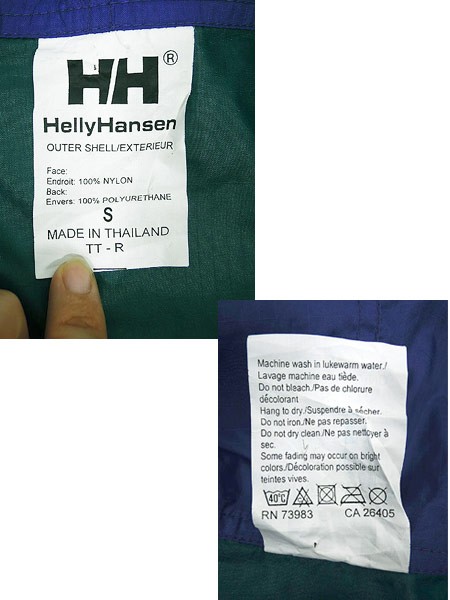 HH®
HellyHansen
OUTER SHELL/EXTERIEUR
Face:
Endroit: 100% NYLON
Back:
Envers: 100% POLYURETHANE
S
MADE IN THAILAND
TT - R
Machine wash in lukewarm water./
Lavage machine eau tiède.
Do not bleach./Pas de chlorure
décolorant
Hang to dry./Suspendre à sécher.
Do not iron./Ne pas repasser.
Do not dry clean./Ne pas nettoyer à
sec.
Some fading may occur on bright
colors./Décoloration possible sur
teintes vives.
40°C
RN 73983 CA 26405